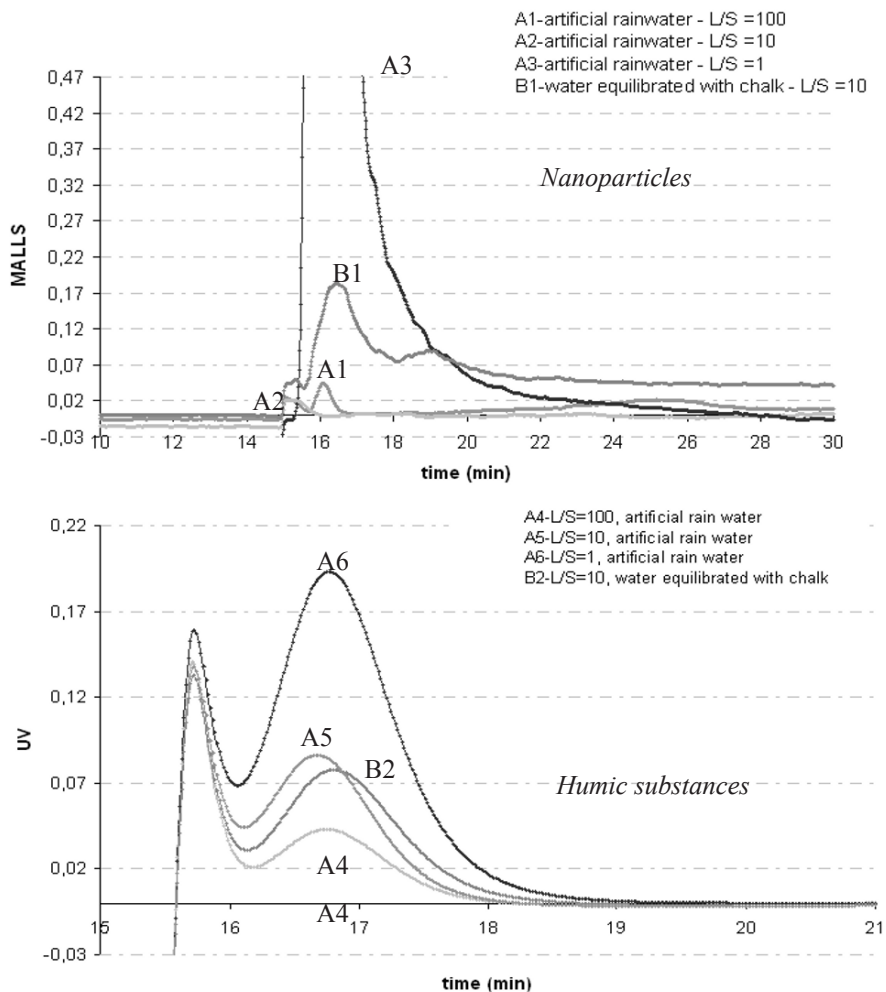 A1-artificial rainwater - L/S =100
A2-artificial rainwater - L/S =10
A3-artificial rainwater - L/S =1
B1-water equilibrated with chalk - L/S =10
A3
0,47
0,42
0,37
0,32
0,27
0,22
0,17
0,12
0,07
0,02
-0,03
MALLS
Nanoparticles
B1
A1
A2
10 12 14 16 18 20 22 24 26 28 30
time (min)
A4-L/S=100, artificial rain water
A5-L/S=10, artificial rain water
A6-L/S=1, artificial rain water
B2-L/S=10, water equilibrated with chalk
0,22
0,17
0,12
0,07
0,02
-0,03
UV
A6
A5
B2
Humic substances
A4
A4
15 16 17 18 19 20 21
time (min)